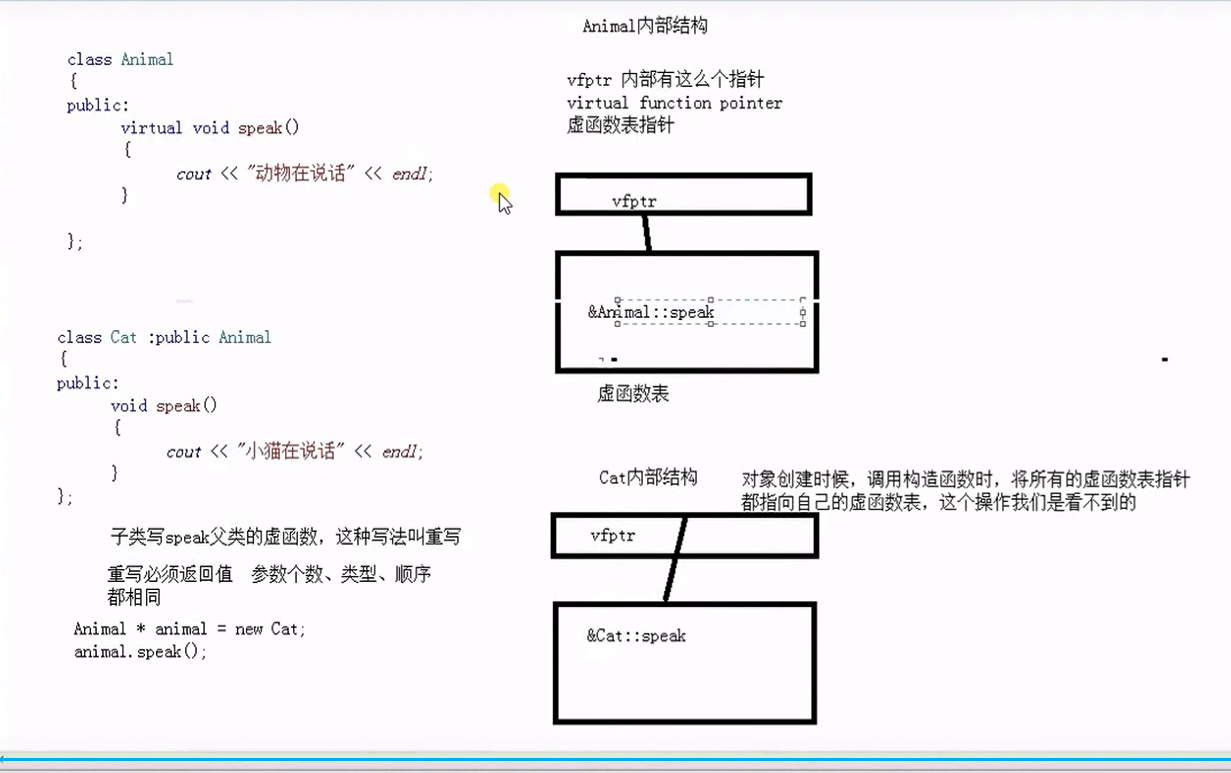 class Animal
{
public:
virtual void speak()
{
cout << "动物在说话" << endl;
}
};
class Cat :public Animal
{
public:
void speak()
{
cout << "小猫在说话" << endl;
}
};
子类写speak父类的虚函数，这种写法叫重写
重写必须返回值 参数个数、类型、顺序
都相同
Animal * animal = new Cat;
animal.speak();
Animal内部结构
vfptr 内部有这么个指针
virtual function pointer
虚函数表指针
vfptr
&Animal::speak
虚函数表
Cat内部结构
对象创建时候，调用构造函数时，将所有的虚函数表指针
都指向自己的虚函数表，这个操作我们是看不到的
vfptr
&Cat::speak